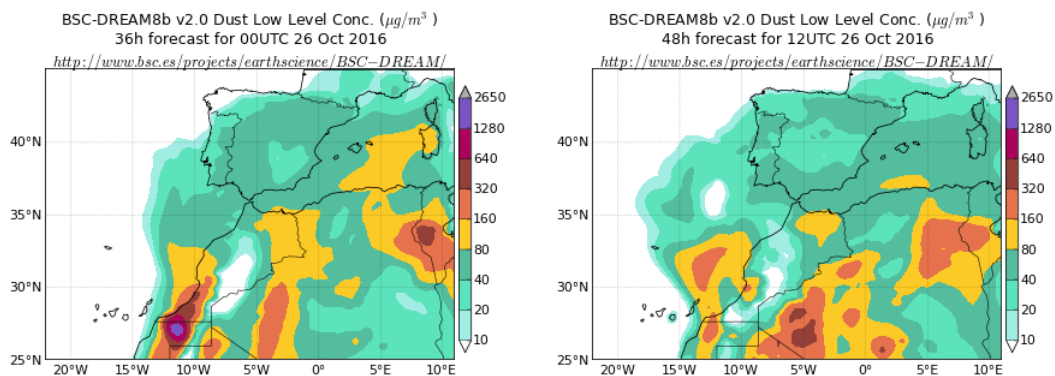 BSC-DREAM8b v2.0 Dust Low Level Conc. (μg/m³ )
36h forecast for 00UTC 26 Oct 2016
http://www.bsc.es/projects/earthscience/BSC−DREAM/
40°N
35°N
30°N
25°N
20°W
15°W
10°W
5°W
0°
5°E
10°E
2650
1280
640
320
160
80
40
20
10
BSC-DREAM8b v2.0 Dust Low Level Conc. (μg/m³ )
48h forecast for 12UTC 26 Oct 2016
http://www.bsc.es/projects/earthscience/BSC−DREAM/
40°N
35°N
30°N
25°N
20°W
15°W
10°W
5°W
0°
5°E
10°E
2650
1280
640
320
160
80
40
20
10